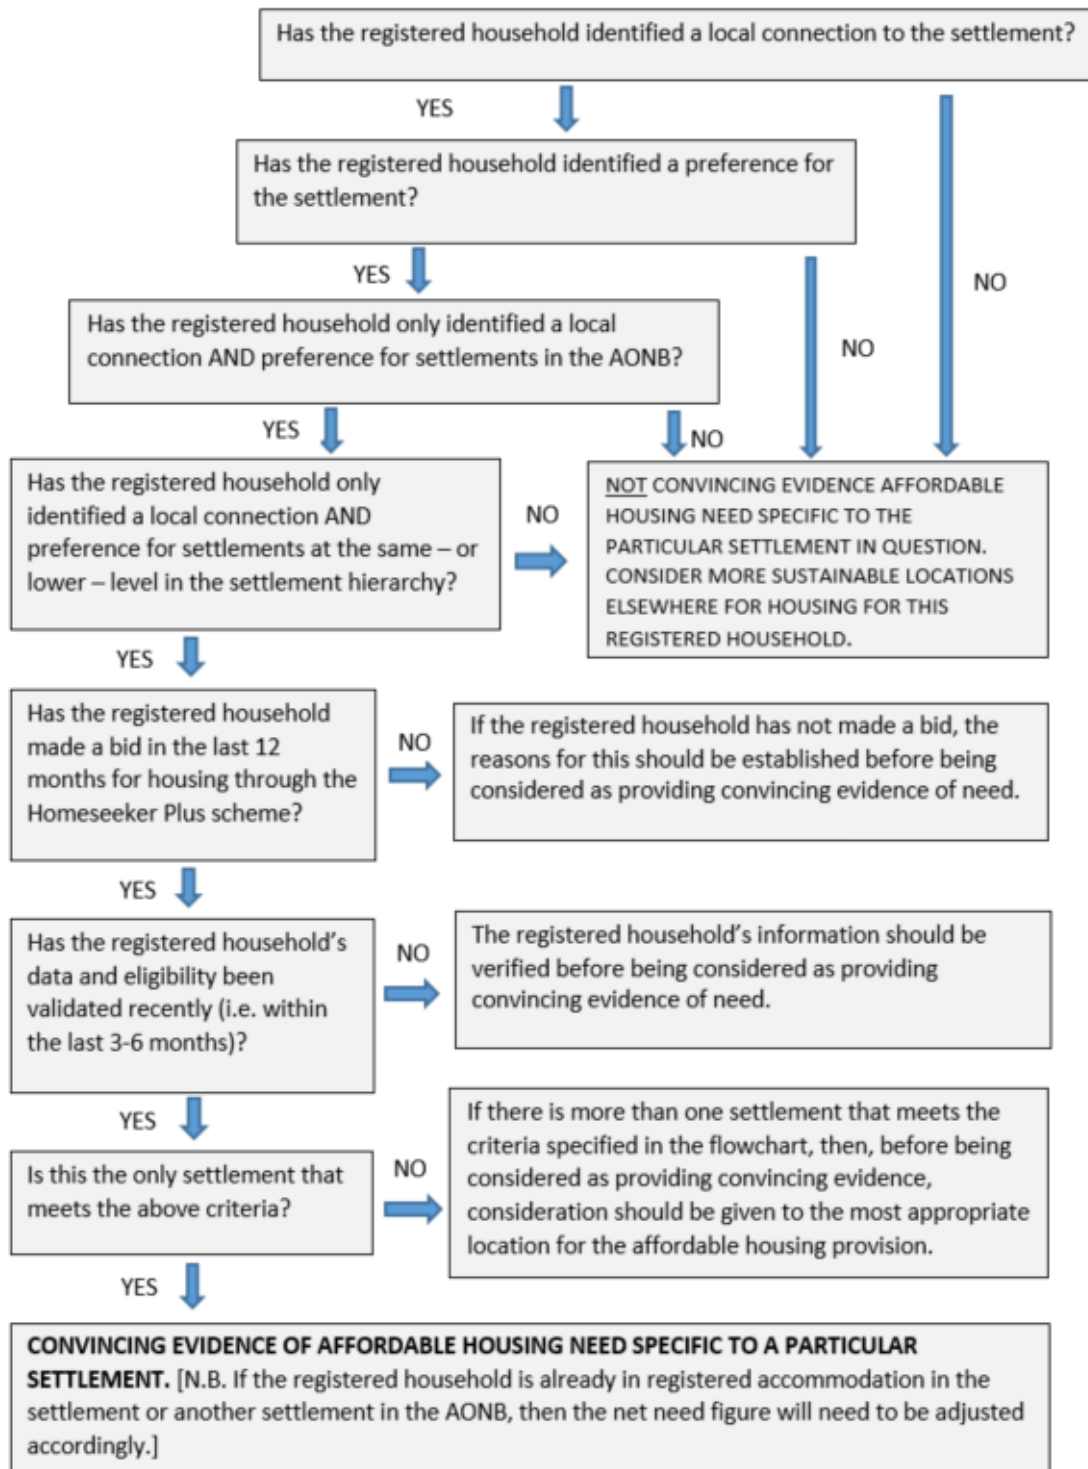 Has the registered household identified a local connection to the settlement?
YES
Has the registered household identified a preference for
the settlement?
NO
YES
Has the registered household only identified a local
connection AND preference for settlements in the AONB?
NO
YES
NO
Has the registered household only
identified a local connection AND
preference for settlements at the same – or
lower – level in the settlement hierarchy?
NO
NOT CONVINCING EVIDENCE AFFORDABLE
HOUSING NEED SPECIFIC TO THE
PARTICULAR SETTLEMENT IN QUESTION.
CONSIDER MORE SUSTAINABLE LOCATIONS
ELSEWHERE FOR HOUSING FOR THIS
REGISTERED HOUSEHOLD.
YES
Has the registered household
made a bid in the last 12
months for housing through the
Homeseeker Plus scheme?
NO
If the registered household has not made a bid, the
reasons for this should be established before being
considered as providing convincing evidence of need.
YES
Has the registered household’s
data and eligibility been
validated recently (i.e. within
the last 3-6 months)?
NO
The registered household’s information should be
verified before being considered as providing
convincing evidence of need.
YES
Is this the only settlement that
meets the above criteria?
NO
If there is more than one settlement that meets the
criteria specified in the flowchart, then, before being
considered as providing convincing evidence,
consideration should be given to the most appropriate
location for the affordable housing provision.
YES
CONVINCING EVIDENCE OF AFFORDABLE HOUSING NEED SPECIFIC TO A PARTICULAR
SETTLEMENT. [N.B. If the registered household is already in registered accommodation in the
settlement or another settlement in the AONB, then the net need figure will need to be adjusted
accordingly.]